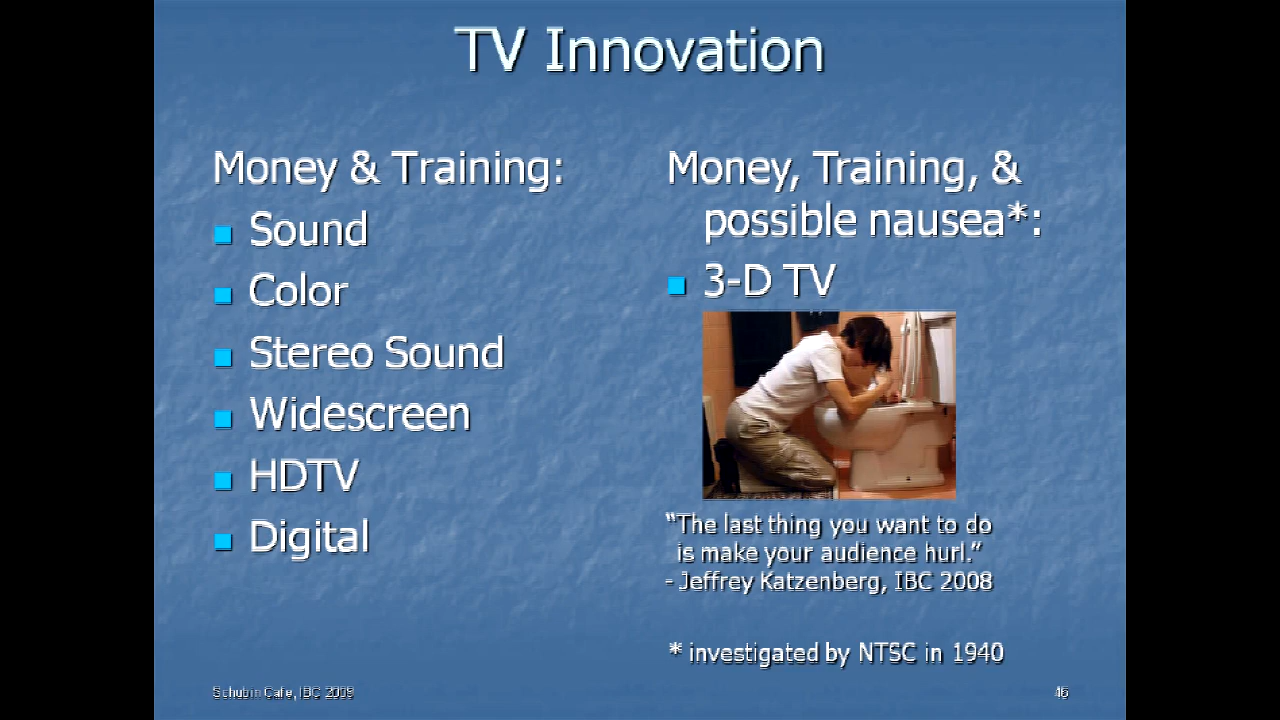 TV Innovation
Money & Training:
Sound
Color
Stereo Sound
Widescreen
HDTV
Digital
Money, Training, &
possible nausea*:
3-D TV
“The last thing you want to do
is make your audience hurl.”
- Jeffrey Katzenberg, IBC 2008
* investigated by NTSC in 1940
Schubin Cafe, IBC 2009
46